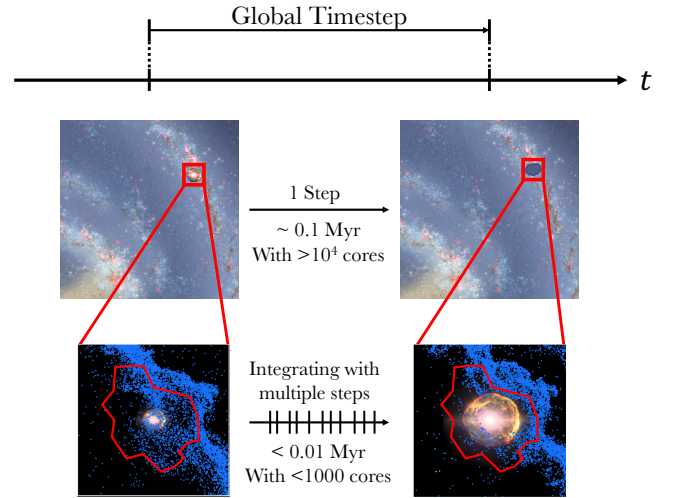 Global Timestep
t
1 Step
~ 0.1 Myr
With >10⁴ cores
Integrating with
multiple steps
< 0.01 Myr
With <1000 cores